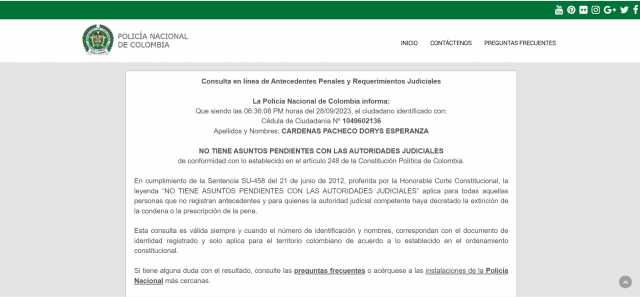 POLICÍA NACIONAL
DE COLOMBIA
INICIO CONTÁCTENOS PREGUNTAS FRECUENTES
Consulta en línea de Antecedentes Penales y Requerimientos Judiciales
La Policía Nacional de Colombia informa:
Que siendo las 06:36:08 PM horas del 28/09/2023, el ciudadano identificado con:
Cédula de Ciudadanía Nº 1049602136
Apellidos y Nombres: CARDENAS PACHECO DORYS ESPERANZA
NO TIENE ASUNTOS PENDIENTES CON LAS AUTORIDADES JUDICIALES
de conformidad con lo establecido en el artículo 248 de la Constitución Política de Colombia.
En cumplimiento de la Sentencia SU-458 del 21 de junio de 2012, proferida por la Honorable Corte Constitucional, la
leyenda "NO TIENE ASUNTOS PENDIENTES CON LAS AUTORIDADES JUDICIALES" aplica para todas aquellas
personas que no registran antecedentes y para quienes la autoridad judicial competente haya decretado la extinción de
la condena o la prescripción de la pena.
Esta consulta es válida siempre y cuando el número de identificación y nombres, correspondan con el documento de
identidad registrado y solo aplica para el territorio colombiano de acuerdo a lo establecido en el ordenamiento
constitucional.
Si tiene alguna duda con el resultado, consulte las preguntas frecuentes o acérquese a las instalaciones de la Policía
Nacional más cercanas.